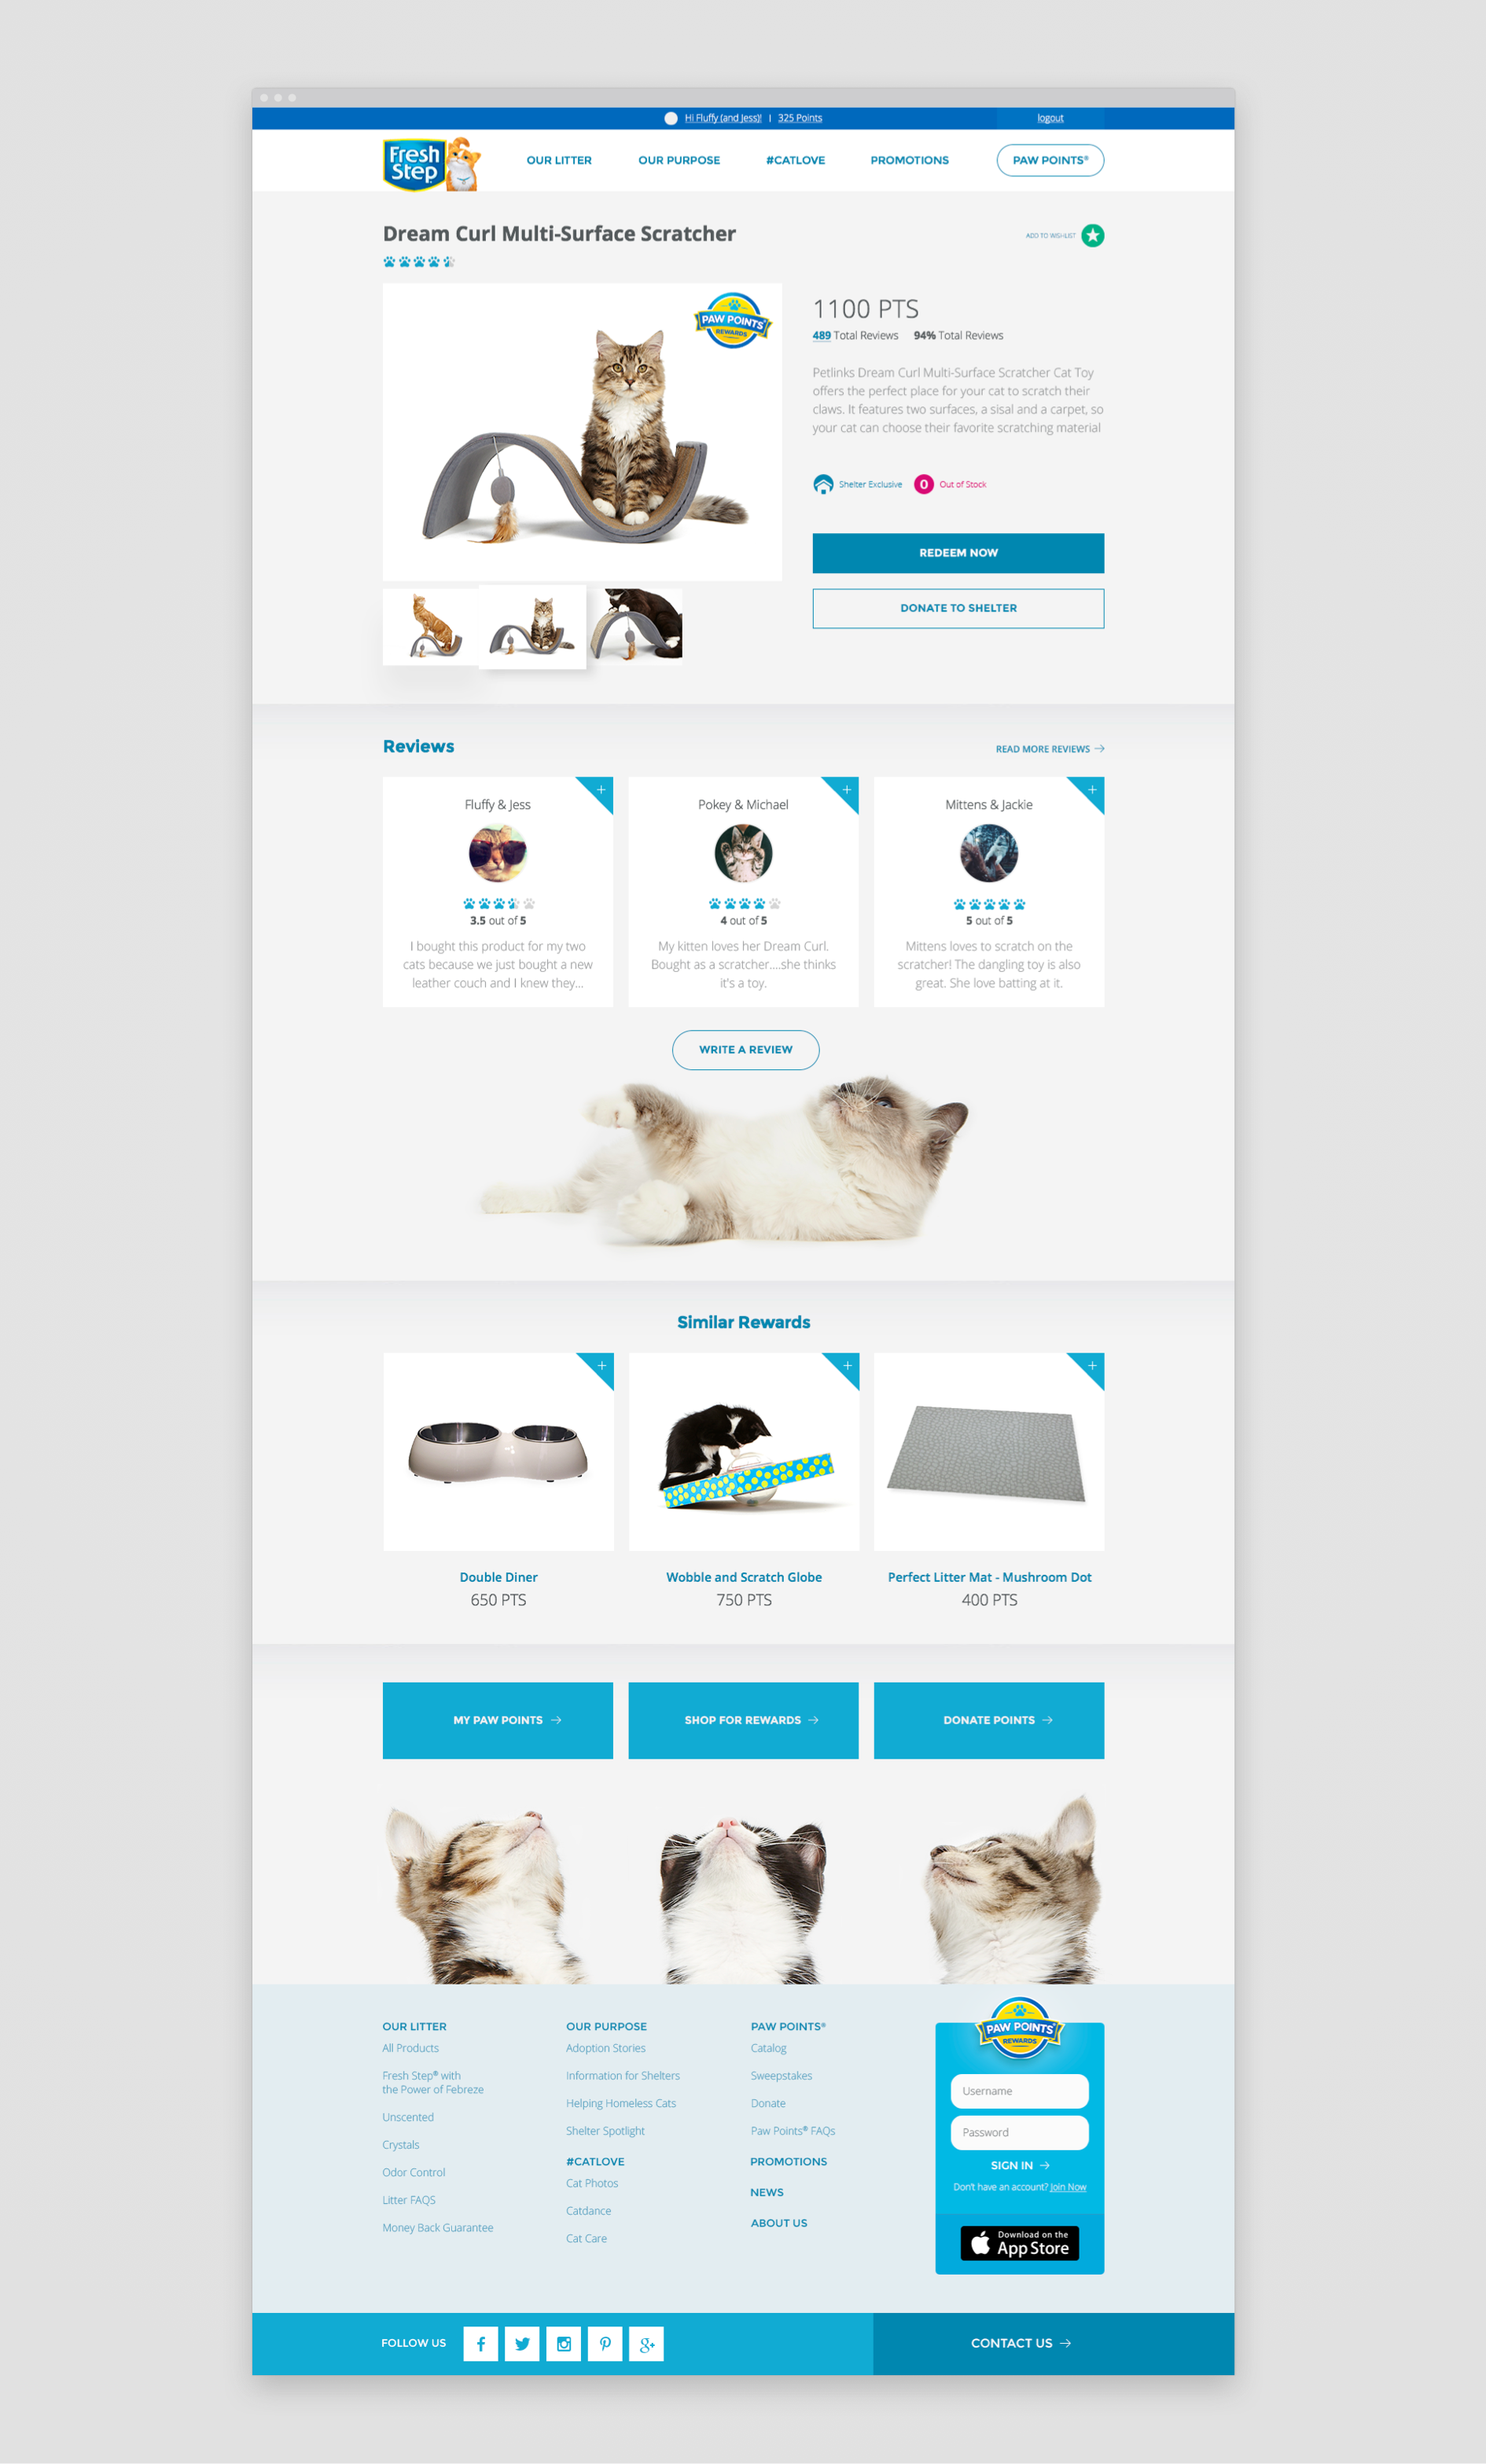 Hi Fluffy (and Jess)! | 325 Points
logout
Fresh
Step
OUR LITTER
OUR PURPOSE
#CATLOVE
PROMOTIONS
PAW POINTS®
Dream Curl Multi-Surface Scratcher
ADD TO WISHLIST
PAW POINTS
REWARDS
1100 PTS
489 Total Reviews 94% Total Reviews
Petlinks Dream Curl Multi-Surface Scratcher Cat Toy
offers the perfect place for your cat to scratch their
claws. It features two surfaces, a sisal and a carpet, so
your cat can choose their favorite scratching material
Shelter Exclusive
0 Out of Stock
REDEEM NOW
DONATE TO SHELTER
Reviews
READ MORE REVIEWS →
Fluffy & Jess
3.5 out of 5
I bought this product for my two
cats because we just bought a new
leather couch and I knew they...
Pokey & Michael
4 out of 5
My kitten loves her Dream Curl.
Bought as a scratcher....she thinks
it's a toy.
Mittens & Jackie
5 out of 5
Mittens loves to scratch on the
scratcher! The dangling toy is also
great. She love batting at it.
WRITE A REVIEW
Similar Rewards
Double Diner
650 PTS
Wobble and Scratch Globe
750 PTS
Perfect Litter Mat - Mushroom Dot
400 PTS
MY PAW POINTS →
SHOP FOR REWARDS →
DONATE POINTS →
OUR LITTER
All Products
Fresh Step® with
the Power of Febreze
Unscented
Crystals
Odor Control
Litter FAQS
Money Back Guarantee
OUR PURPOSE
Adoption Stories
Information for Shelters
Helping Homeless Cats
Shelter Spotlight
#CATLOVE
Cat Photos
Catdance
Cat Care
PAW POINTS®
Catalog
Sweepstakes
Donate
Paw Points® FAQs
PROMOTIONS
NEWS
ABOUT US
PAW POINTS
REWARDS
Username
Password
SIGN IN →
Don't have an account? Join Now
Download on the
App Store
FOLLOW US
CONTACT US →